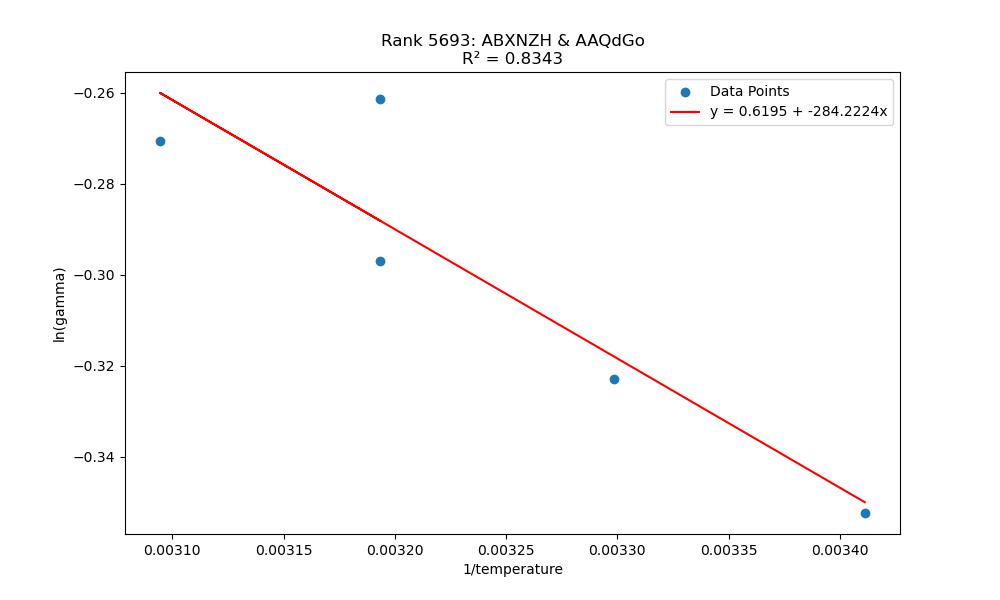 Rank 5693: ABXNZH & AAQdGo
R² = 0.8343
Data Points
y = 0.6195 + -284.2224x
−0.26
−0.28
−0.30
−0.32
−0.34
ln(gamma)
0.00310 0.00315 0.00320 0.00325 0.00330 0.00335 0.00340
1/temperature